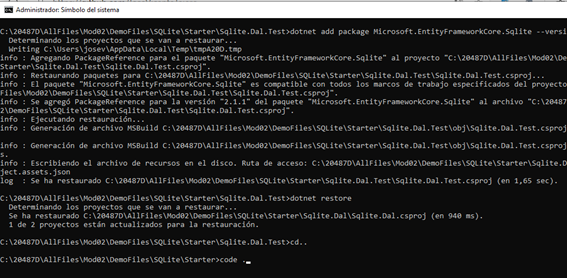 Administrador: Símbolo del sistema
C:\20487D\AllFiles\Mod02\DemoFiles\SQLite\Starter\Sqlite.Dal.Test>dotnet add package Microsoft.EntityFrameworkCore.Sqlite --versi
Determinando los proyectos que se van a restaurar...
Writing C:\Users\josev\AppData\Local\Temp\tmpA20D.tmp
info : Agregando PackageReference para el paquete "Microsoft.EntityFrameworkCore.Sqlite" al proyecto "C:\20487D\AllFiles\Mod02\De
Starter\Sqlite.Dal.Test\Sqlite.Dal.Test.csproj".
info : Restaurando paquetes para C:\20487D\AllFiles\Mod02\DemoFiles\SQLite\Starter\Sqlite.Dal.Test\Sqlite.Dal.Test.csproj...
info : El paquete "Microsoft.EntityFrameworkCore.Sqlite" es compatible con todos los marcos de trabajo especificados del proyecto
Files\Mod02\DemoFiles\SQLite\Starter\Sqlite.Dal.Test\Sqlite.Dal.Test.csproj".
info : Se agregó PackageReference para la versión "2.1.1" del paquete "Microsoft.EntityFrameworkCore.Sqlite" al archivo "C:\20487
2\DemoFiles\SQLite\Starter\Sqlite.Dal.Test\Sqlite.Dal.Test.csproj".
info : Ejecutando restauración...
info : Generación de archivo MSBuild C:\20487D\AllFiles\Mod02\DemoFiles\SQLite\Starter\Sqlite.Dal.Test\obj\Sqlite.Dal.Test.csproj
info : Generación de archivo MSBuild C:\20487D\AllFiles\Mod02\DemoFiles\SQLite\Starter\Sqlite.Dal.Test\obj\Sqlite.Dal.Test.csproj
s.
info : Escribiendo el archivo de recursos en el disco. Ruta de acceso: C:\20487D\AllFiles\Mod02\DemoFiles\SQLite\Starter\Sqlite.D
ject.assets.json
log : Se ha restaurado C:\20487D\AllFiles\Mod02\DemoFiles\SQLite\Starter\Sqlite.Dal.Test\Sqlite.Dal.Test.csproj (en 1,65 sec).
C:\20487D\AllFiles\Mod02\DemoFiles\SQLite\Starter\Sqlite.Dal.Test>dotnet restore
Determinando los proyectos que se van a restaurar...
Se ha restaurado C:\20487D\AllFiles\Mod02\DemoFiles\SQLite\Starter\Sqlite.Dal\Sqlite.Dal.csproj (en 940 ms).
1 de 2 proyectos están actualizados para la restauración.
C:\20487D\AllFiles\Mod02\DemoFiles\SQLite\Starter\Sqlite.Dal.Test>cd..
C:\20487D\AllFiles\Mod02\DemoFiles\SQLite\Starter>code .